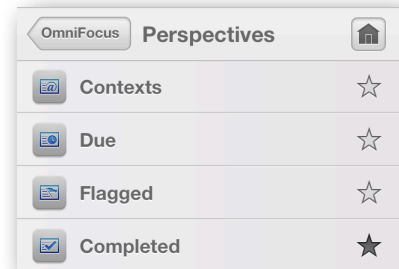 OmniFocus Perspectives
Contexts
Due
Flagged
Completed